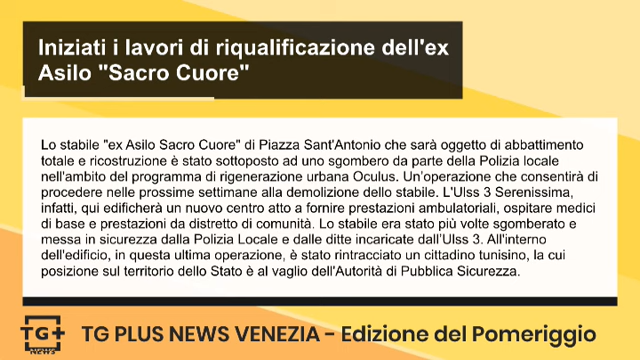 Iniziati i lavori di riqualificazione dell'ex
Asilo "Sacro Cuore"
Lo stabile "ex Asilo Sacro Cuore" di Piazza Sant'Antonio che sarà oggetto di abbattimento
totale e ricostruzione è stato sottoposto ad uno sgombero da parte della Polizia locale
nell'ambito del programma di rigenerazione urbana Oculus. Un'operazione che consentirà di
procedere nelle prossime settimane alla demolizione dello stabile. L'Ulss 3 Serenissima,
infatti, qui edificherà un nuovo centro atto a fornire prestazioni ambulatoriali, ospitare medici
di base e prestazioni da distretto di comunità. Lo stabile era stato più volte sgomberato e
messa in sicurezza dalla Polizia Locale e dalle ditte incaricate dall'Ulss 3. All'interno
dell'edificio, in questa ultima operazione, è stato rintracciato un cittadino tunisino, la cui
posizione sul territorio dello Stato è al vaglio dell'Autorità di Pubblica Sicurezza.
TG+
NEWS
TG PLUS NEWS VENEZIA - Edizione del Pomeriggio